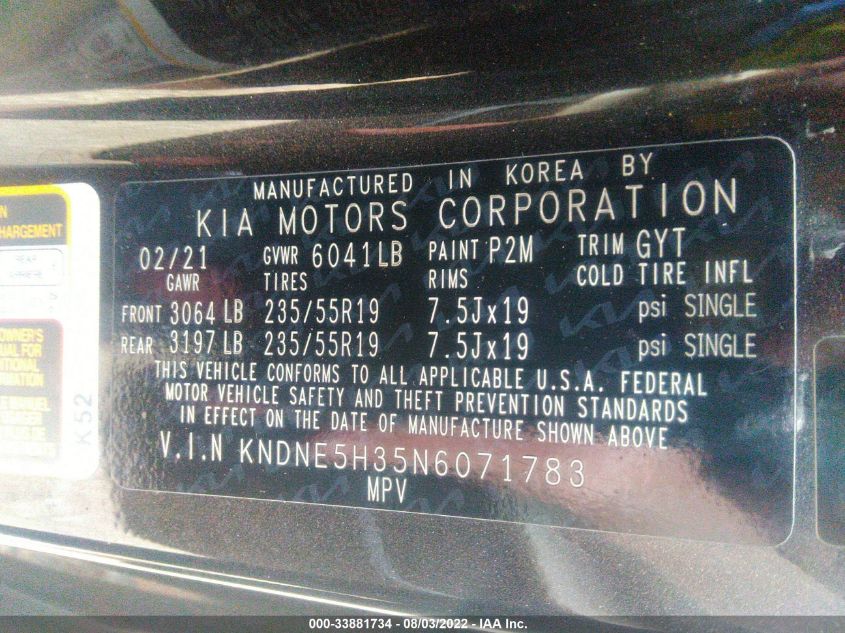 MANUFACTURED IN KOREA BY
KIA MOTORS CORPORATION
02/21 GVWR 6041LB PAINT P2M TRIM GYT
GAWR TIRES RIMS COLD TIRE INFL
FRONT 3064 LB 235/55R19 7.5Jx19 psi SINGLE
REAR 3197 LB 235/55R19 7.5Jx19 psi SINGLE
THIS VEHICLE CONFORMS TO ALL APPLICABLE U.S.A. FEDERAL
MOTOR VEHICLE SAFETY AND THEFT PREVENTION STANDARDS
IN EFFECT ON THE DATE OF MANUFACTURE SHOWN ABOVE
V.I.N KNDNE5H35N6071783
MPV
HARGEMENT
OWNER'S
K52
000-33881734 - 08/03/2022 - IAA Inc.